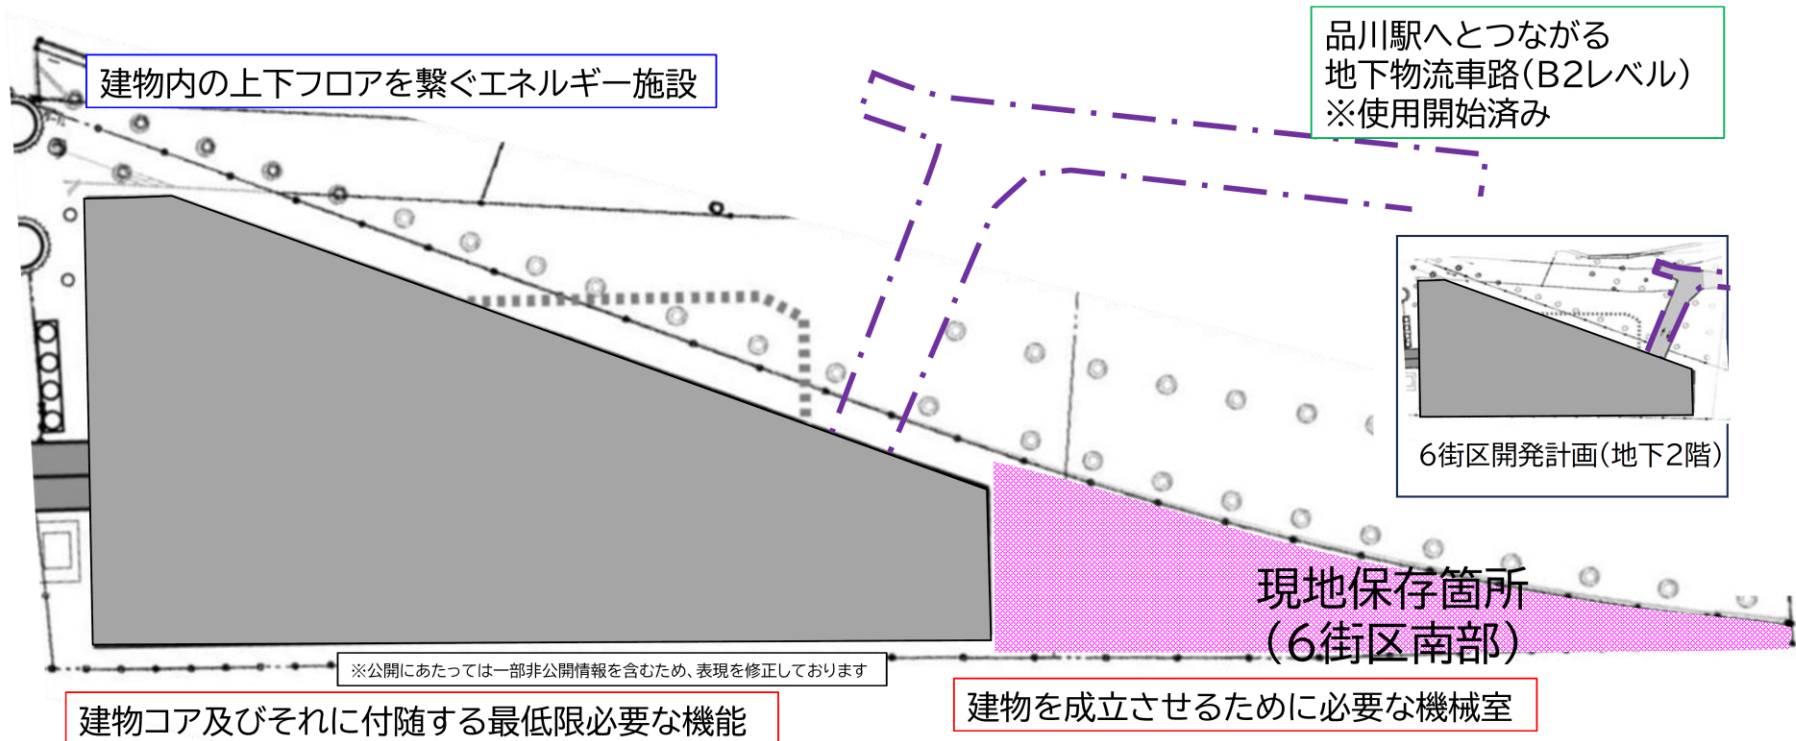 建物内の上下フロアを繋ぐエネルギー施設
品川駅へとつながる
地下物流車路(B2レベル)
※使用開始済み
6街区開発計画(地下2階)
現地保存箇所
(6街区南部)
※公開にあたっては一部非公開情報を含むため、表現を修正しております
建物コア及びそれに付随する最低限必要な機能
建物を成立させるために必要な機械室